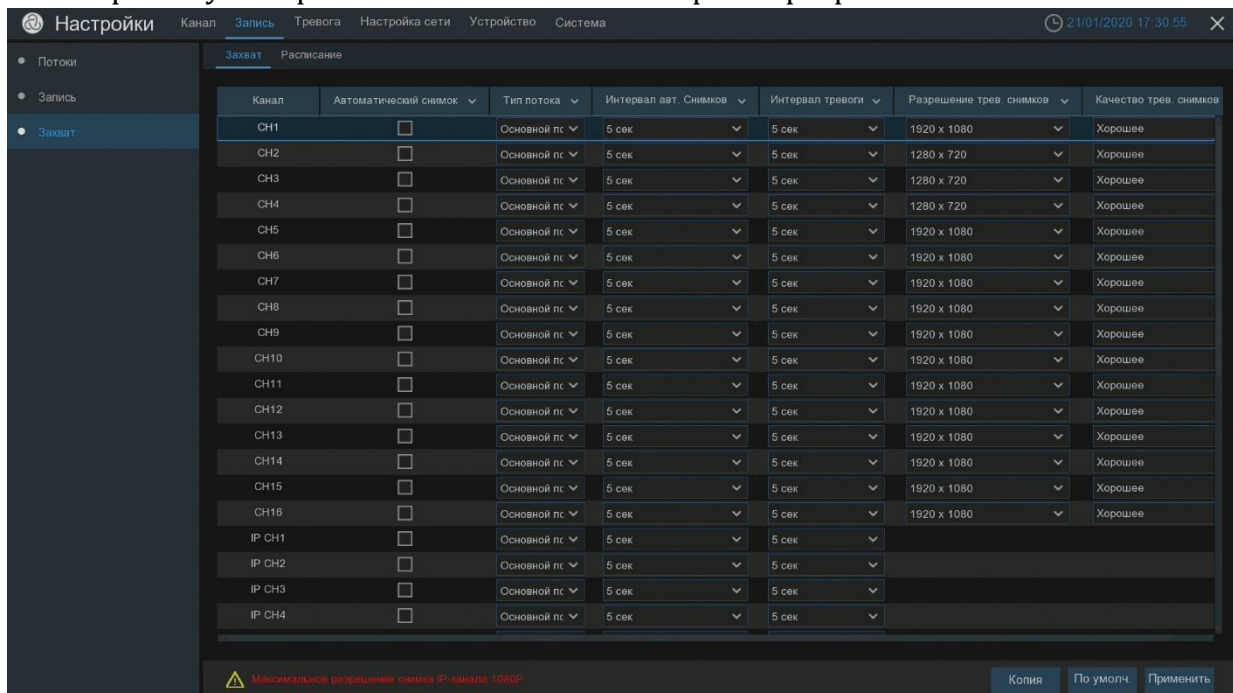 Настройки Канал Запись Тревога Настройка сети Устройство Система 21/01/2020 17:30:55
Потоки
Запись
Захват
Захват Расписание
Канал Автоматический снимок Тип потока Интервал авт. Снимков Интервал тревоги Разрешение трев. снимков Качество трев. снимков
CH1 Основной пс 5 сек 5 сек 1920 x 1080 Хорошее
CH2 Основной пс 5 сек 5 сек 1280 x 720 Хорошее
CH3 Основной пс 5 сек 5 сек 1280 x 720 Хорошее
CH4 Основной пс 5 сек 5 сек 1280 x 720 Хорошее
CH5 Основной пс 5 сек 5 сек 1920 x 1080 Хорошее
CH6 Основной пс 5 сек 5 сек 1920 x 1080 Хорошее
CH7 Основной пс 5 сек 5 сек 1920 x 1080 Хорошее
CH8 Основной пс 5 сек 5 сек 1920 x 1080 Хорошее
CH9 Основной пс 5 сек 5 сек 1920 x 1080 Хорошее
CH10 Основной пс 5 сек 5 сек 1920 x 1080 Хорошее
CH11 Основной пс 5 сек 5 сек 1920 x 1080 Хорошее
CH12 Основной пс 5 сек 5 сек 1920 x 1080 Хорошее
CH13 Основной пс 5 сек 5 сек 1920 x 1080 Хорошее
CH14 Основной пс 5 сек 5 сек 1920 x 1080 Хорошее
CH15 Основной пс 5 сек 5 сек 1920 x 1080 Хорошее
CH16 Основной пс 5 сек 5 сек 1920 x 1080 Хорошее
IP CH1 Основной пс 5 сек 5 сек
IP CH2 Основной пс 5 сек 5 сек
IP CH3 Основной пс 5 сек 5 сек
IP CH4 Основной пс 5 сек 5 сек
Максимальное разрешение снимка IP-канала 1080P Копия По умолч. Применить